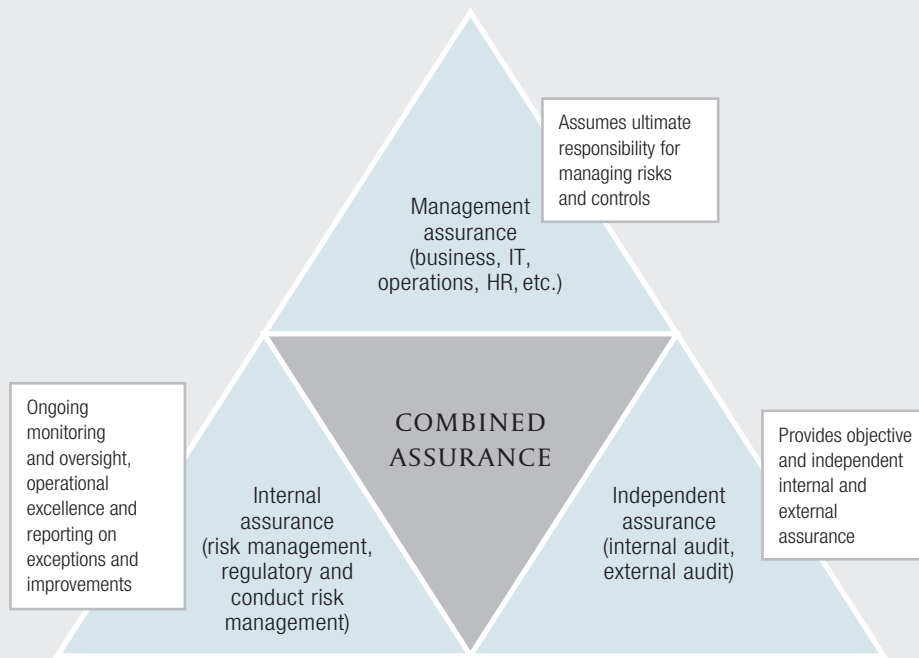 Assumes ultimate
responsibility for
managing risks
and controls
Management
assurance
(business, IT,
operations, HR, etc.)
Ongoing
monitoring
and oversight,
operational
excellence and
reporting on
exceptions and
improvements
COMBINED
ASSURANCE
Provides objective
and independent
internal and
external
assurance
Internal
assurance
(risk management,
regulatory and
conduct risk
management)
Independent
assurance
(internal audit,
external audit)